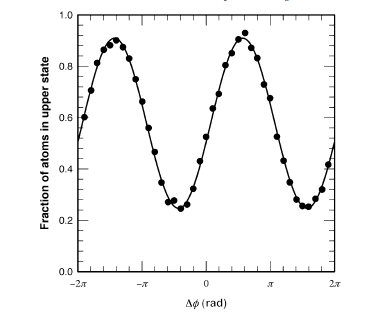 Fraction of atoms in upper state
1.0
0.8
0.6
0.4
0.2
0.0
−2π −π 0 π 2π
Δϕ (rad)